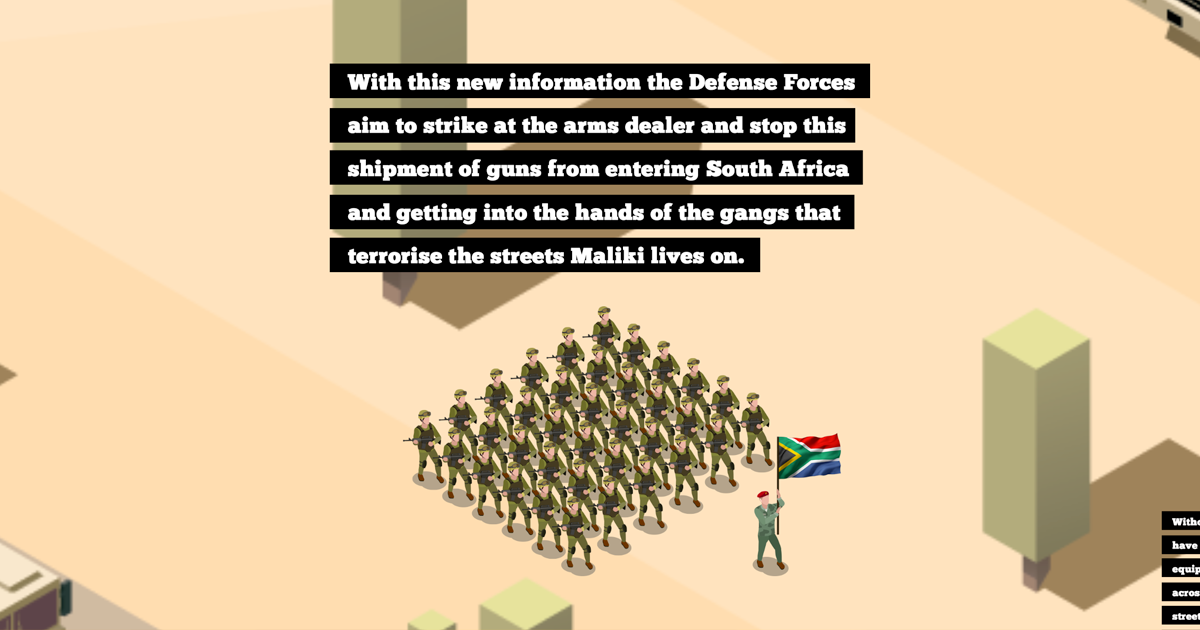 With this new information the Defense Forces
aim to strike at the arms dealer and stop this
shipment of guns from entering South Africa
and getting into the hands of the gangs that
terrorise the streets Maliki lives on.
have